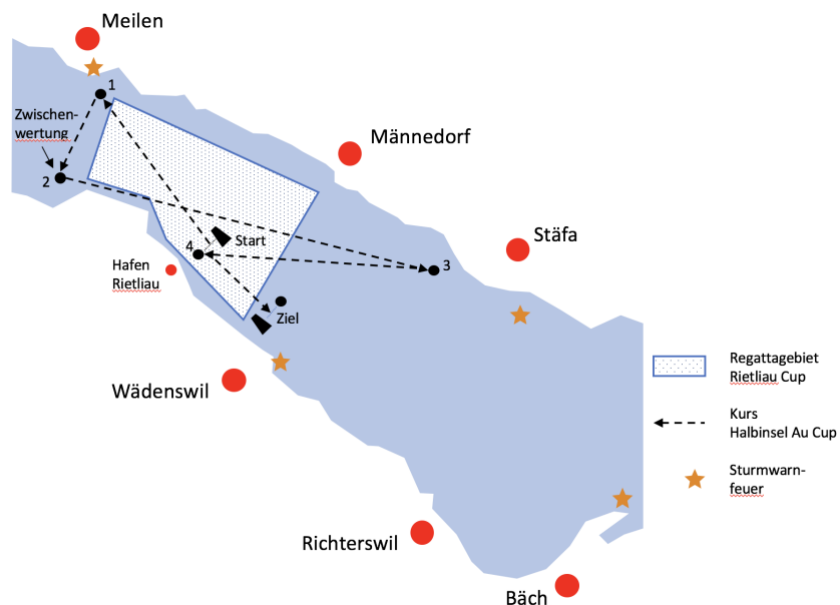 Meilen
1
Zwischen-
wertung
2
Männedorf
Start
4
Stäfa
3
Hafen
Rietliau
Ziel
Wädenswil
Regattagebiet
Rietliau Cup
Kurs
Halbinsel Au Cup
Sturmwarn-
feuer
Richterswil
Bäch